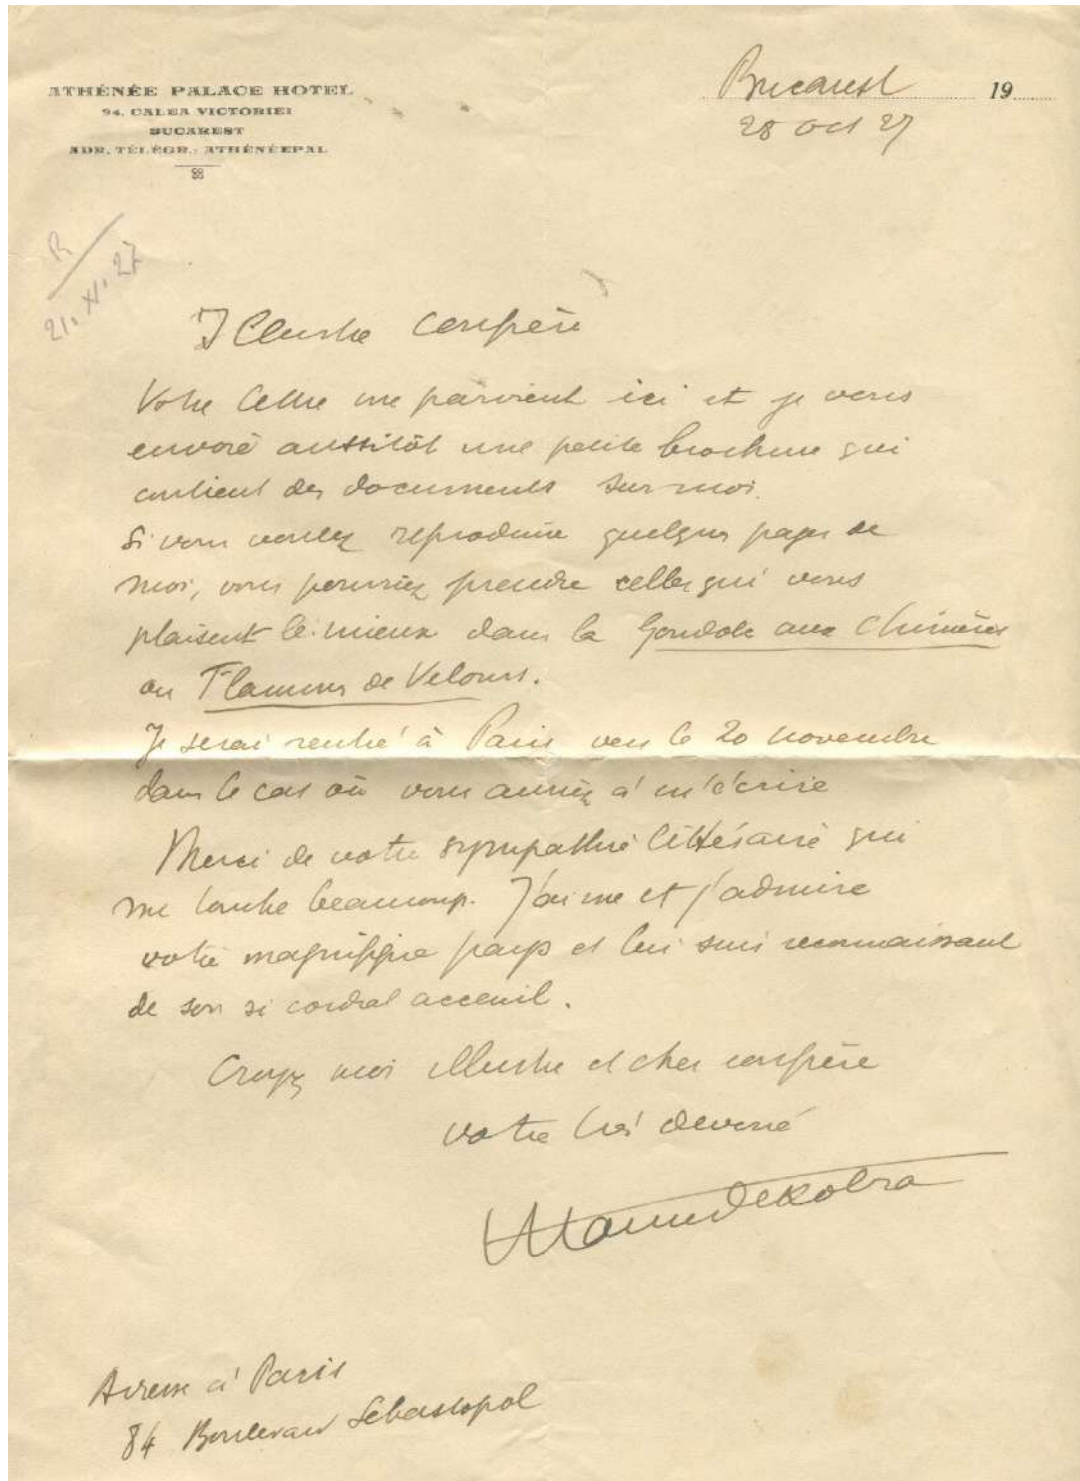 ATHÉNÉE PALACE HOTEL
94, CALEA VICTORIEI
BUCAREST
ADR. TÉLÉGR.: ATHÉNÉEPAL
Bucarest 19
28 Oct 27
R
21. XI. 27
Illustre Confrère
Votre lettre me parvient ici et je vous
envoie aussitôt une petite brochure qui
contient des documents sur moi.
Si vous voulez reproduire quelques pages de
moi, vous pourriez prendre celles qui vous
plaisent le mieux dans la Gondole aux Chimères
ou Flammes de Velours.
Je serai rentré à Paris vers le 20 novembre
dans le cas où vous auriez à m'écrire
Merci de votre sympathie littéraire qui
me touche beaucoup. J'aime et j'admire
votre magnifique pays et lui suis reconnaissant
de son si cordial acceuil.
Croyez moi illustre et cher confrère
votre très dévoué
Maurice Dekobra
Adresse à Paris
84 Boulevard Sebastopol